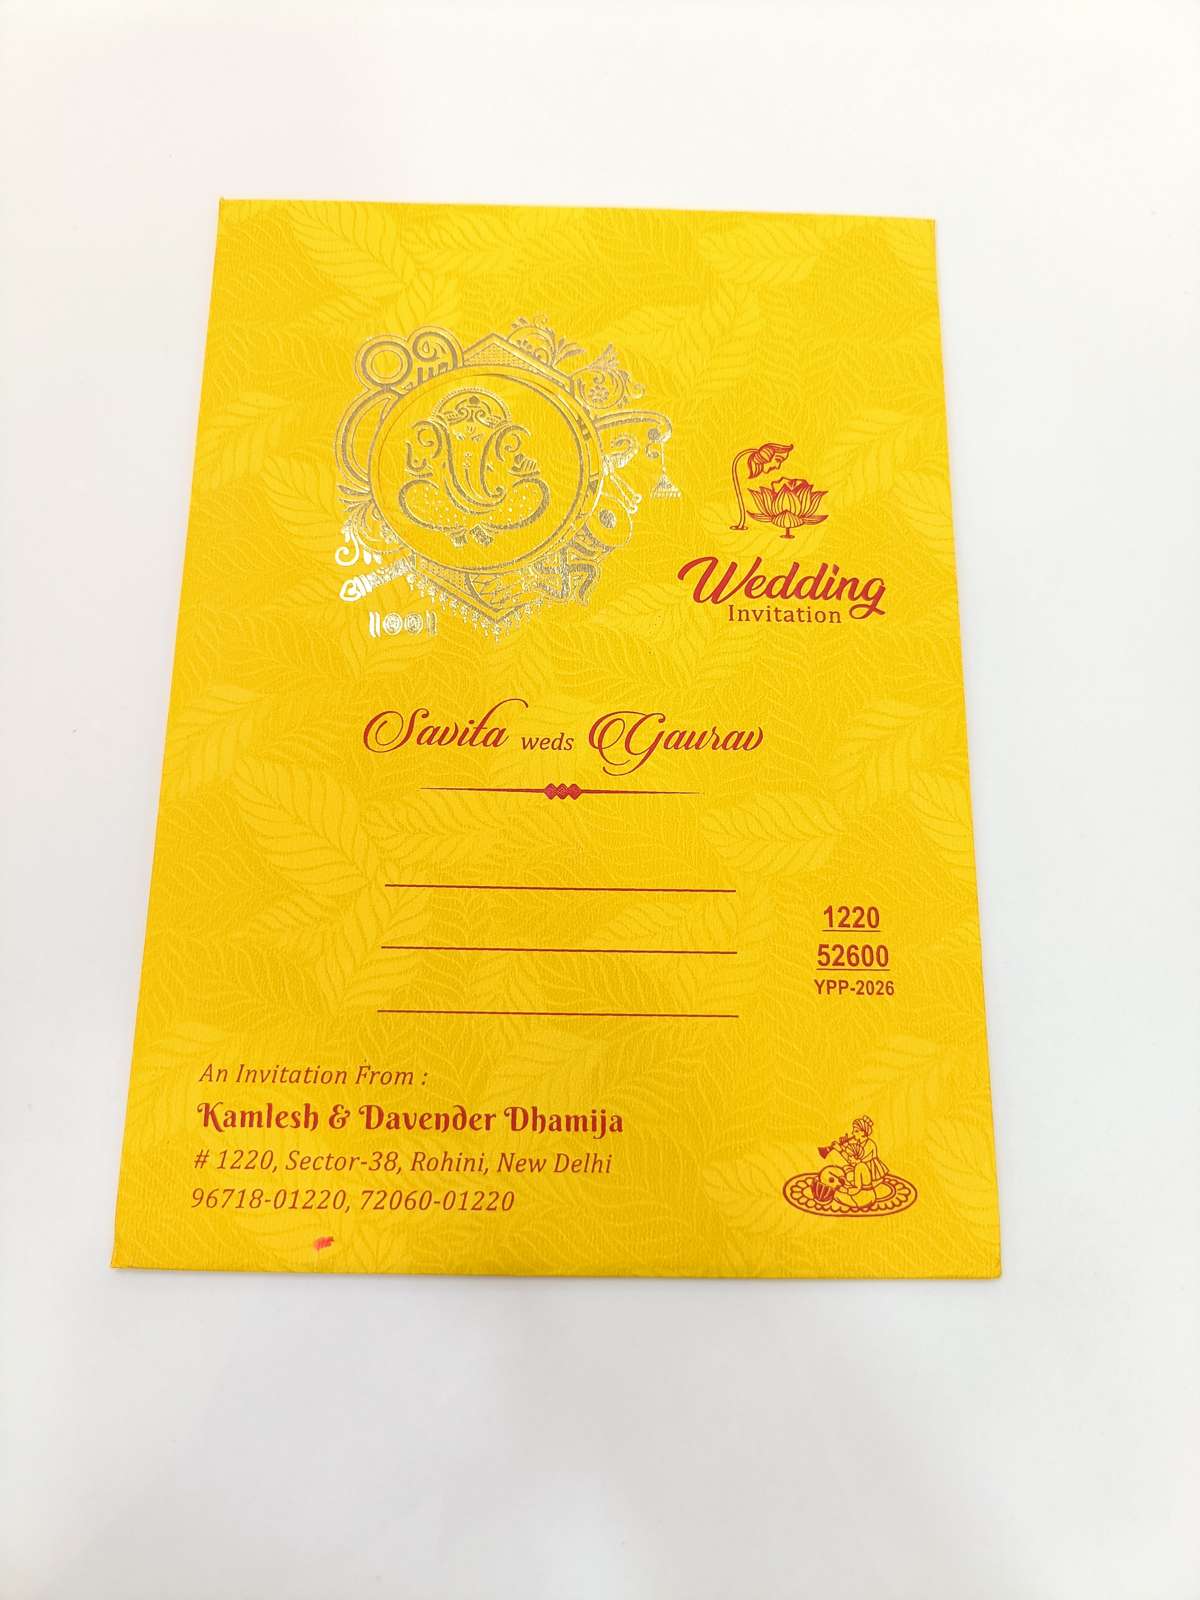 Wedding
Invitation
Savita weds Gaurav
1220
52600
YPP-2026
An Invitation From :
Kamlesh & Davender Dhamija
# 1220, Sector-38, Rohini, New Delhi
96718-01220, 72060-01220